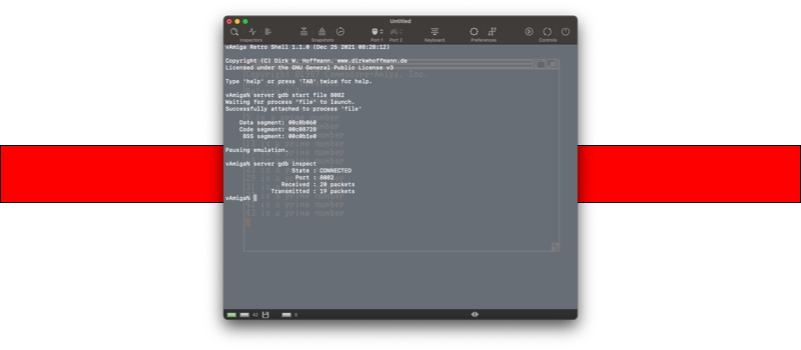 Untitled
Inspectors
Snapshots
Port 1
Port 2
Keyboard
Preferences
Controls
vAmiga Retro Shell 1.1.0 (Dec 25 2021 08:28:12)
Copyright (C) Dirk W. Hoffmann. www.dirkwhoffmann.de
Licensed under the GNU General Public License v3
Type 'help' or press 'TAB' twice for help.
vAmiga% server gdb start file 8082
Waiting for process 'file' to launch.
Successfully attached to process 'file'
Data segment:
Code segment:
BSS segment:
Pausing emulation.
vAmiga% server gdb inspect
State : CONNECTED
Port : 8082
Received : 20 packets
Transmitted : 19 packets
vAmiga%
is a prime number